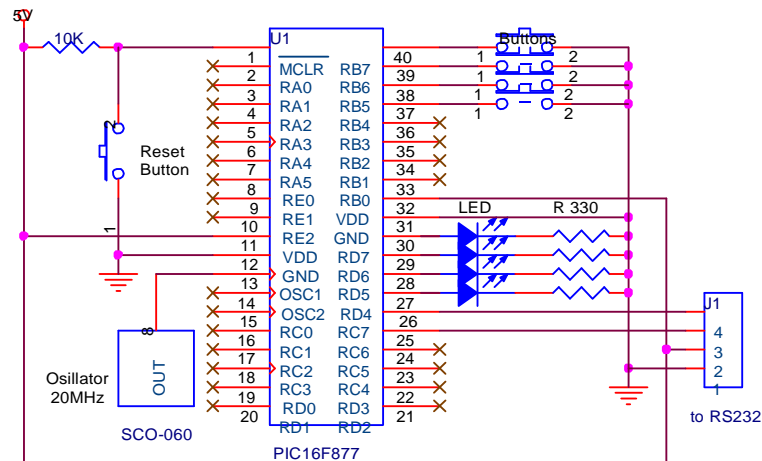 5V
10K
U1
Buttons
1 MCLR RB7 40
2 RA0 RB6 39
3 RA1 RB5 38
4 RA2 RB4 37
5 RA3 RB3 36
6 RA4 RB2 35
7 RA5 RB1 34
8 RE0 RB0 33
9 RE1 VDD 32
10 RE2 GND 31
11 VDD RD7 30
12 GND RD6 29
13 OSC1 RD5 28
14 OSC2 RD4 27
15 RC0 RC7 26
16 RC1 RC6 25
17 RC2 RC5 24
18 RC3 RC4 23
19 RD0 RD3 22
20 RD1 RD2 21
PIC16F877
1 2
1 2
1 2
1 2
2
Reset
Button
1
LED
R 330
J1
4
3
2
1
to RS232
8
OUT
Osillator
20MHz
SCO-060